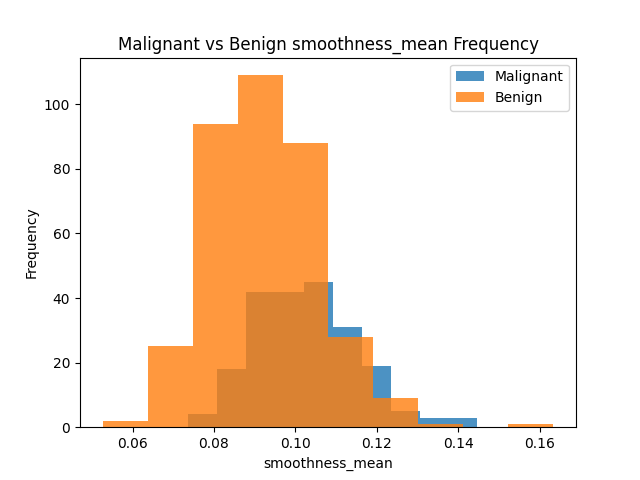 Malignant vs Benign smoothness_mean Frequency
Malignant
Benign
100
80
60
40
20
0
Frequency
0.06 0.08 0.10 0.12 0.14 0.16
smoothness_mean